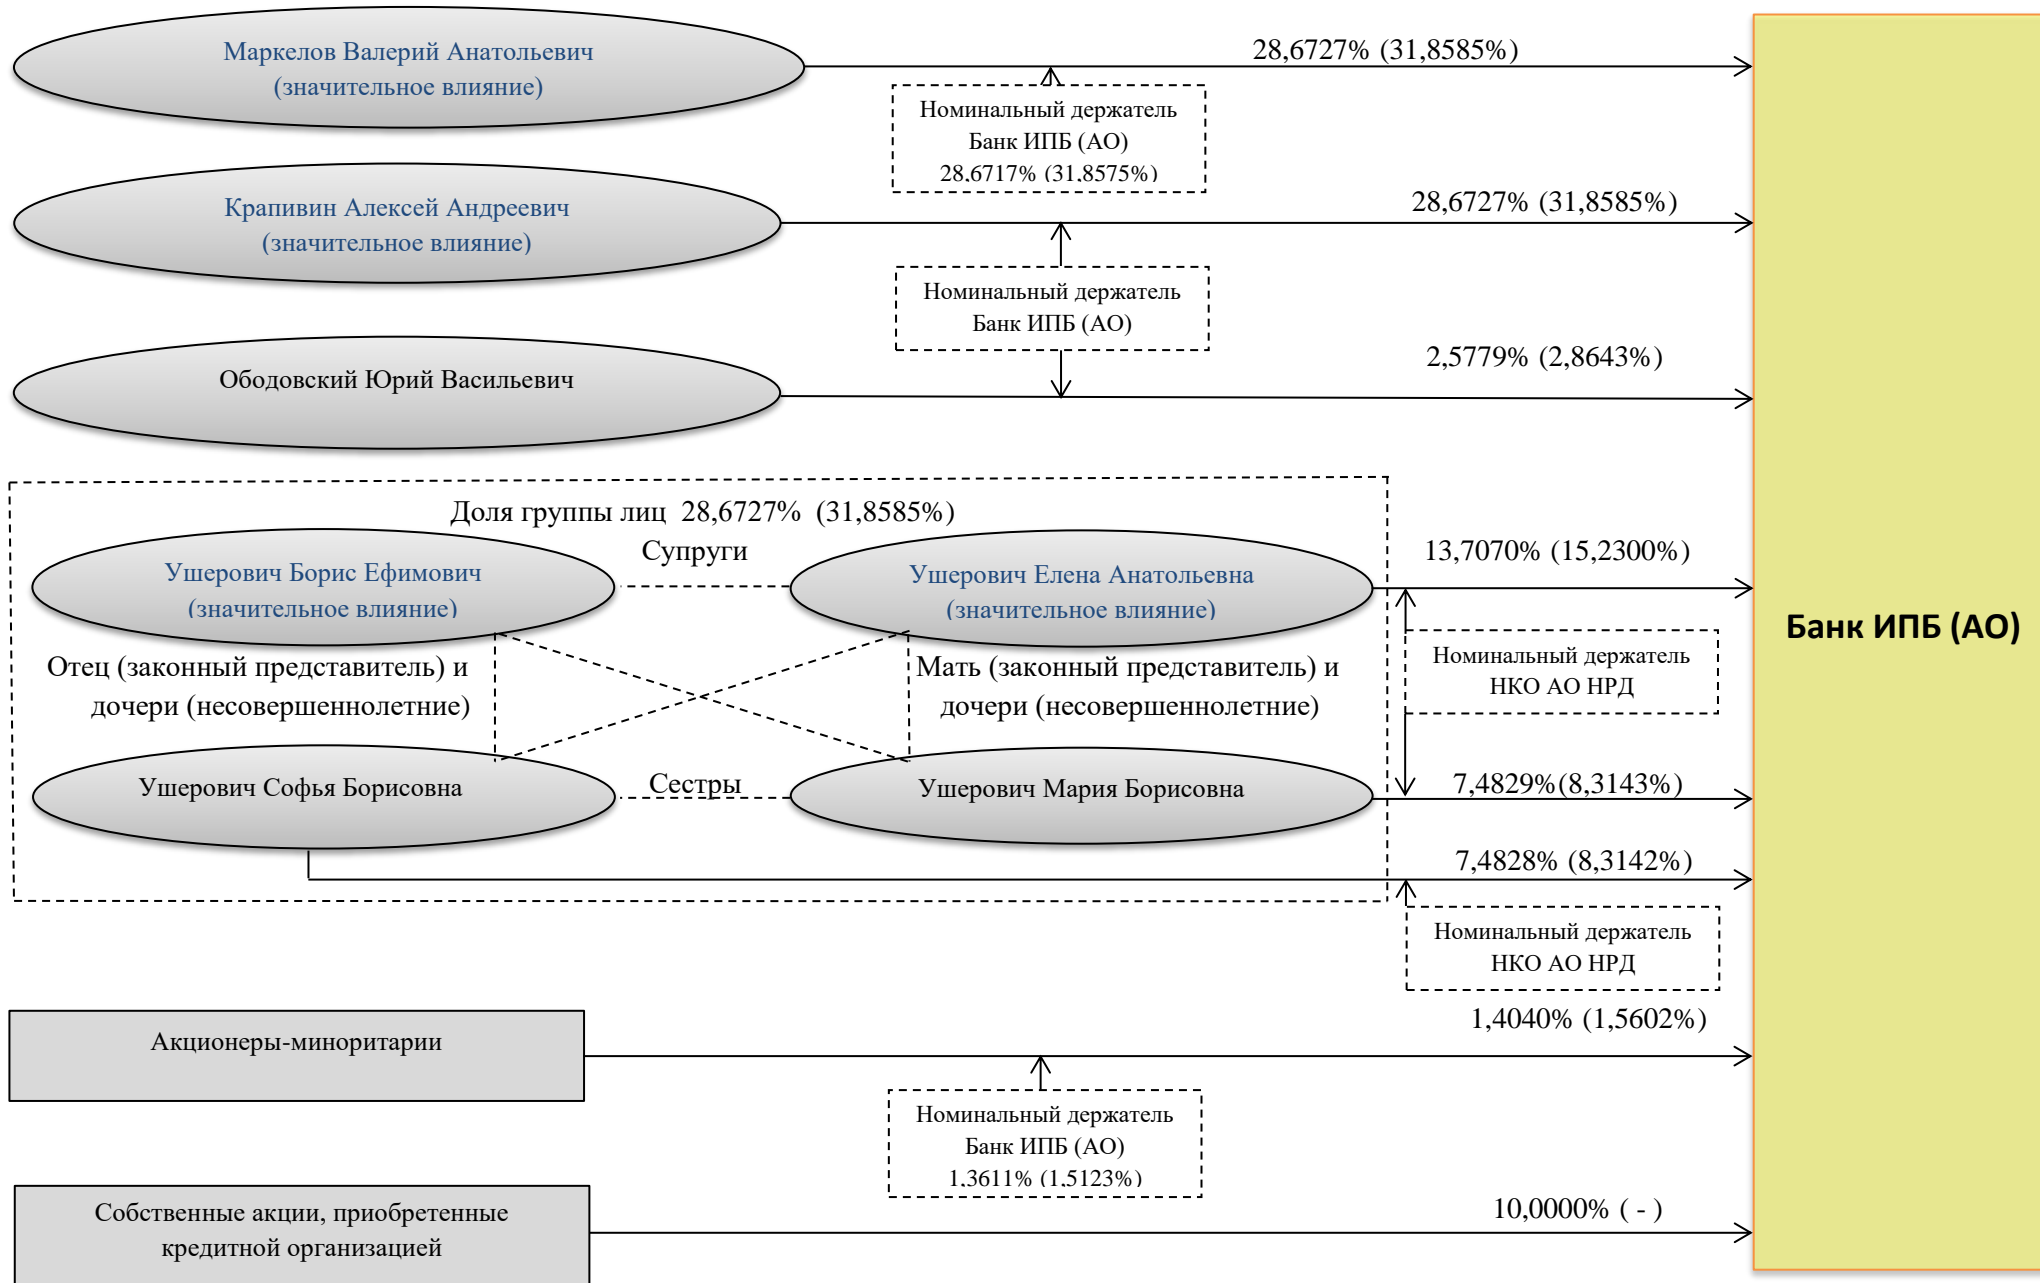 Маркелов Валерий Анатольевич
(значительное влияние)
28,6727% (31,8585%)
Номинальный держатель
Банк ИПБ (АО)
28,6717% (31,8575%)
Крапивин Алексей Андреевич
(значительное влияние)
28,6727% (31,8585%)
Номинальный держатель
Банк ИПБ (АО)
Ободовский Юрий Васильевич
2,5779% (2,8643%)
Доля группы лиц 28,6727% (31,8585%)
Ушерович Борис Ефимович
(значительное влияние)
Супруги
Ушерович Елена Анатольевна
(значительное влияние)
13,7070% (15,2300%)
Банк ИПБ (АО)
Отец (законный представитель) и
дочери (несовершеннолетние)
Мать (законный представитель) и
дочери (несовершеннолетние)
Номинальный держатель
НКО АО НРД
Ушерович Софья Борисовна
Сестры
Ушерович Мария Борисовна
7,4829%(8,3143%)
7,4828% (8,3142%)
Номинальный держатель
НКО АО НРД
Акционеры-миноритарии
1,4040% (1,5602%)
Номинальный держатель
Банк ИПБ (АО)
1,3611% (1,5123%)
Собственные акции, приобретенные
кредитной организацией
10,0000% ( - )